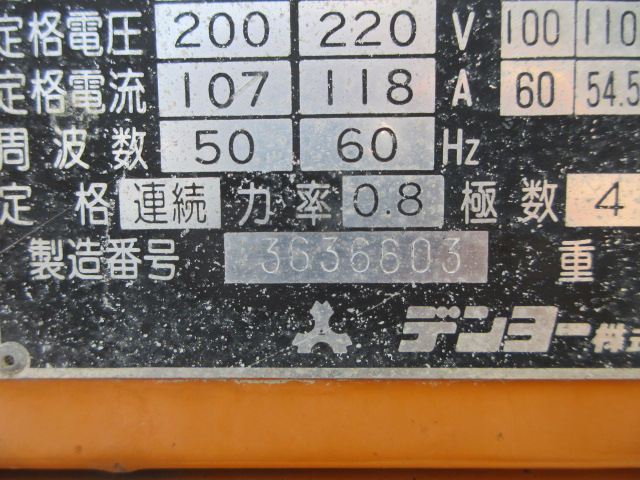 定格電圧 200 220 V 100 110
定格電流 107 118 A 60 54.5
周波数 50 60 Hz
定格 連続 力率 0.8 極数 4
製造番号 3636603 重
デンヨー株式